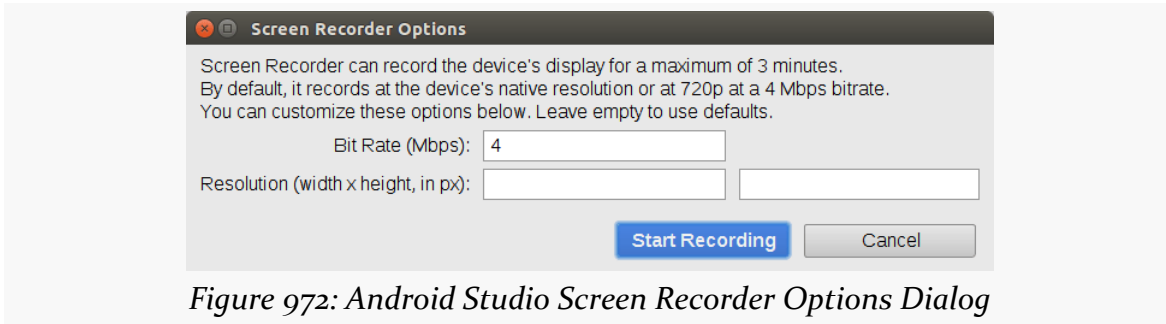 Screen Recorder Options
Screen Recorder can record the device's display for a maximum of 3 minutes.
By default, it records at the device's native resolution or at 720p at a 4 Mbps bitrate.
You can customize these options below. Leave empty to use defaults.
Bit Rate (Mbps): 4
Resolution (width x height, in px):
Start Recording Cancel
Figure 972: Android Studio Screen Recorder Options Dialog